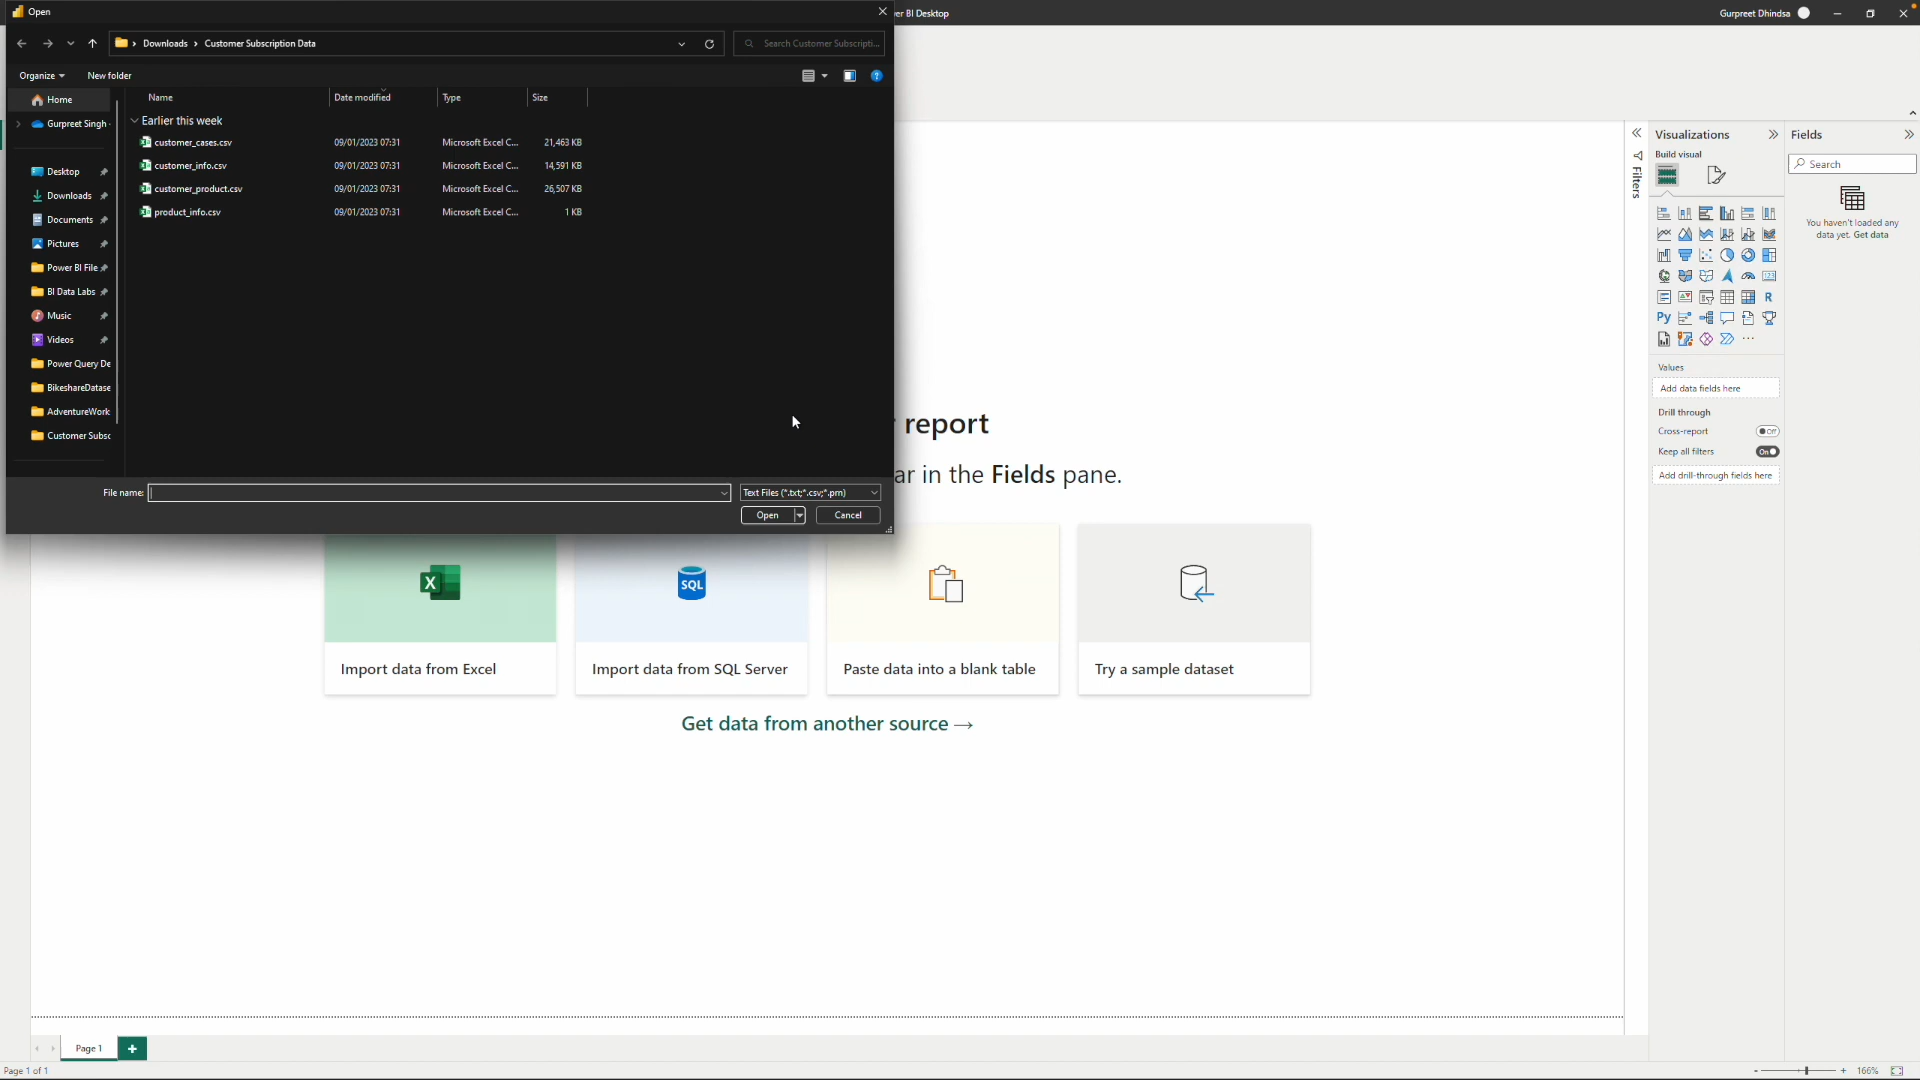 Open
er BI Desktop
Gurpreet Dhindsa
Downloads > Customer Subscription Data
Search Customer Subscripti...
Organize
New folder
Name
Date modified
Type
Size
Home
Gurpreet Singh
Desktop
Downloads
Documents
Pictures
Power BI File
BI Data Labs
Music
Videos
Power Query De
BikeshareDatase
AdventureWork
Customer Subsc
Earlier this week
customer_cases.csv 09/01/2023 07:31 Microsoft Excel C... 21,463 KB
customer_info.csv 09/01/2023 07:31 Microsoft Excel C... 14,591 KB
customer_product.csv 09/01/2023 07:31 Microsoft Excel C... 26,507 KB
product_info.csv 09/01/2023 07:31 Microsoft Excel C... 1 KB
File name:
Text Files (*.txt;*.csv;*.prn)
Open
Cancel
report
ar in the Fields pane.
X
SQL
Import data from Excel
Import data from SQL Server
Paste data into a blank table
Try a sample dataset
Get data from another source →
Filters
Visualizations
Build visual
123
R
Py
...
Values
Add data fields here
Drill through
Cross-report
Off
Keep all filters
On
Add drill-through fields here
Fields
Search
You haven't loaded any
data yet. Get data
Page 1
+
Page 1 of 1
- + 166%